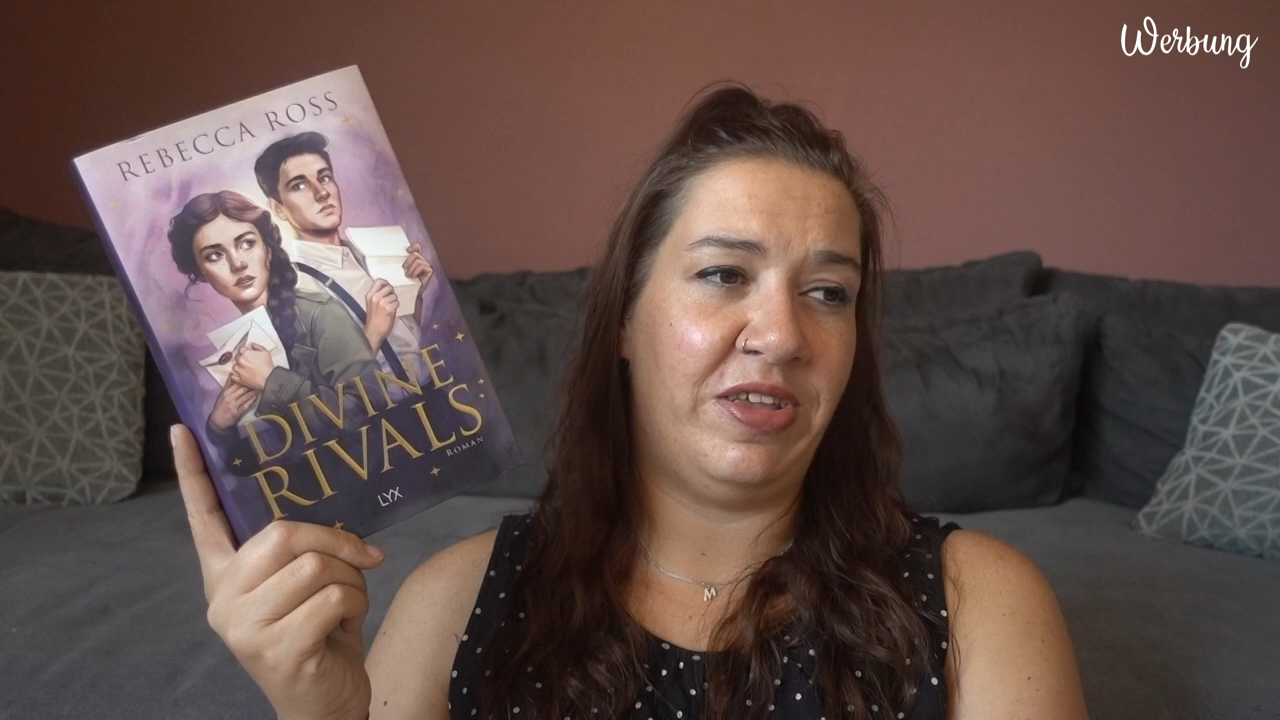 Werbung
REBECCA ROSS
DIVINE
RIVALS
ROMAN
LYX
M